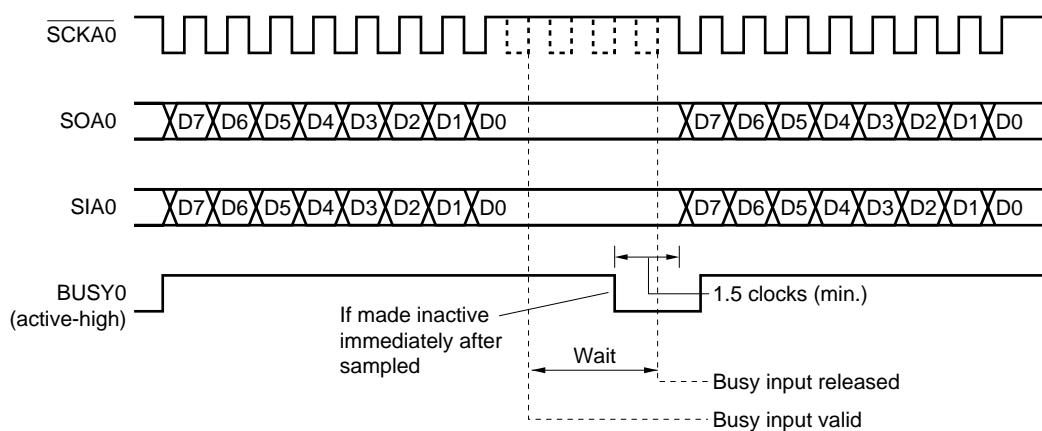 SCKA0
SOA0
D7 D6 D5 D4 D3 D2 D1 D0
D7 D6 D5 D4 D3 D2 D1 D0
SIA0
D7 D6 D5 D4 D3 D2 D1 D0
D7 D6 D5 D4 D3 D2 D1 D0
BUSY0
(active-high)
If made inactive
immediately after
sampled
1.5 clocks (min.)
Wait
Busy input released
Busy input valid